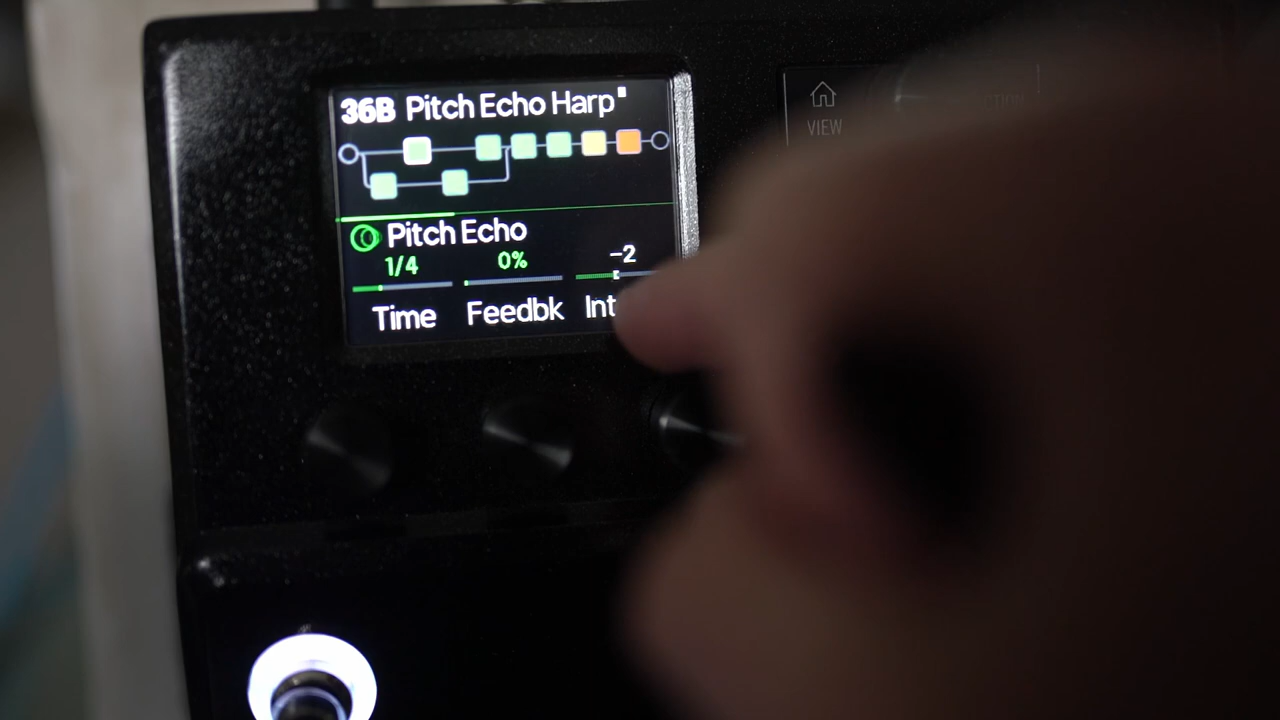 36B Pitch Echo Harp
VIEW
Pitch Echo
1/4 0% -2
Time Feedbk Int